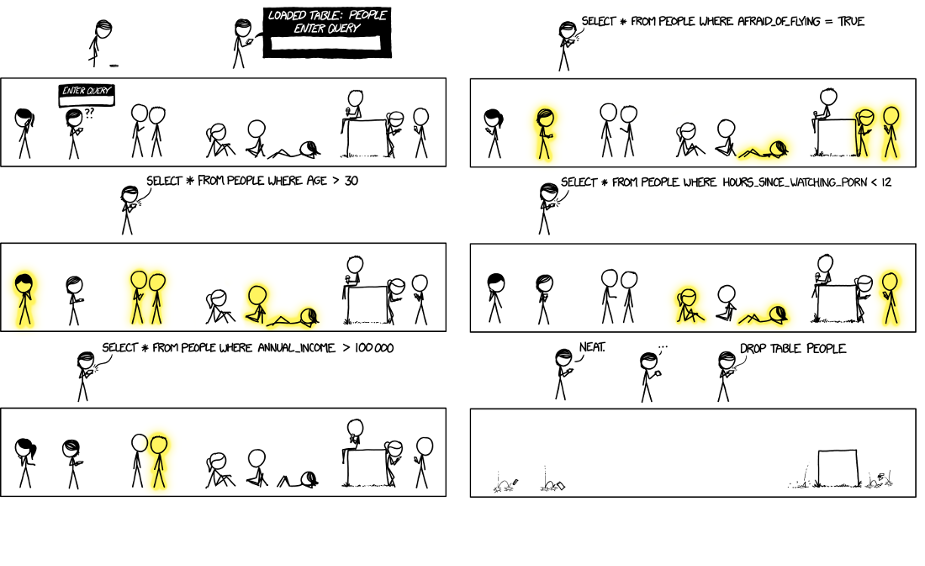 LOADED TABLE: PEOPLE
ENTER QUERY
ENTER QUERY
??
SELECT * FROM PEOPLE WHERE AGE > 30
SELECT * FROM PEOPLE WHERE ANNUAL_INCOME > 100 000
SELECT * FROM PEOPLE WHERE AFRAID_OF_FLYING = TRUE
SELECT * FROM PEOPLE WHERE HOURS_SINCE_WATCHING_PORN < 12
NEAT.
...
DROP TABLE PEOPLE